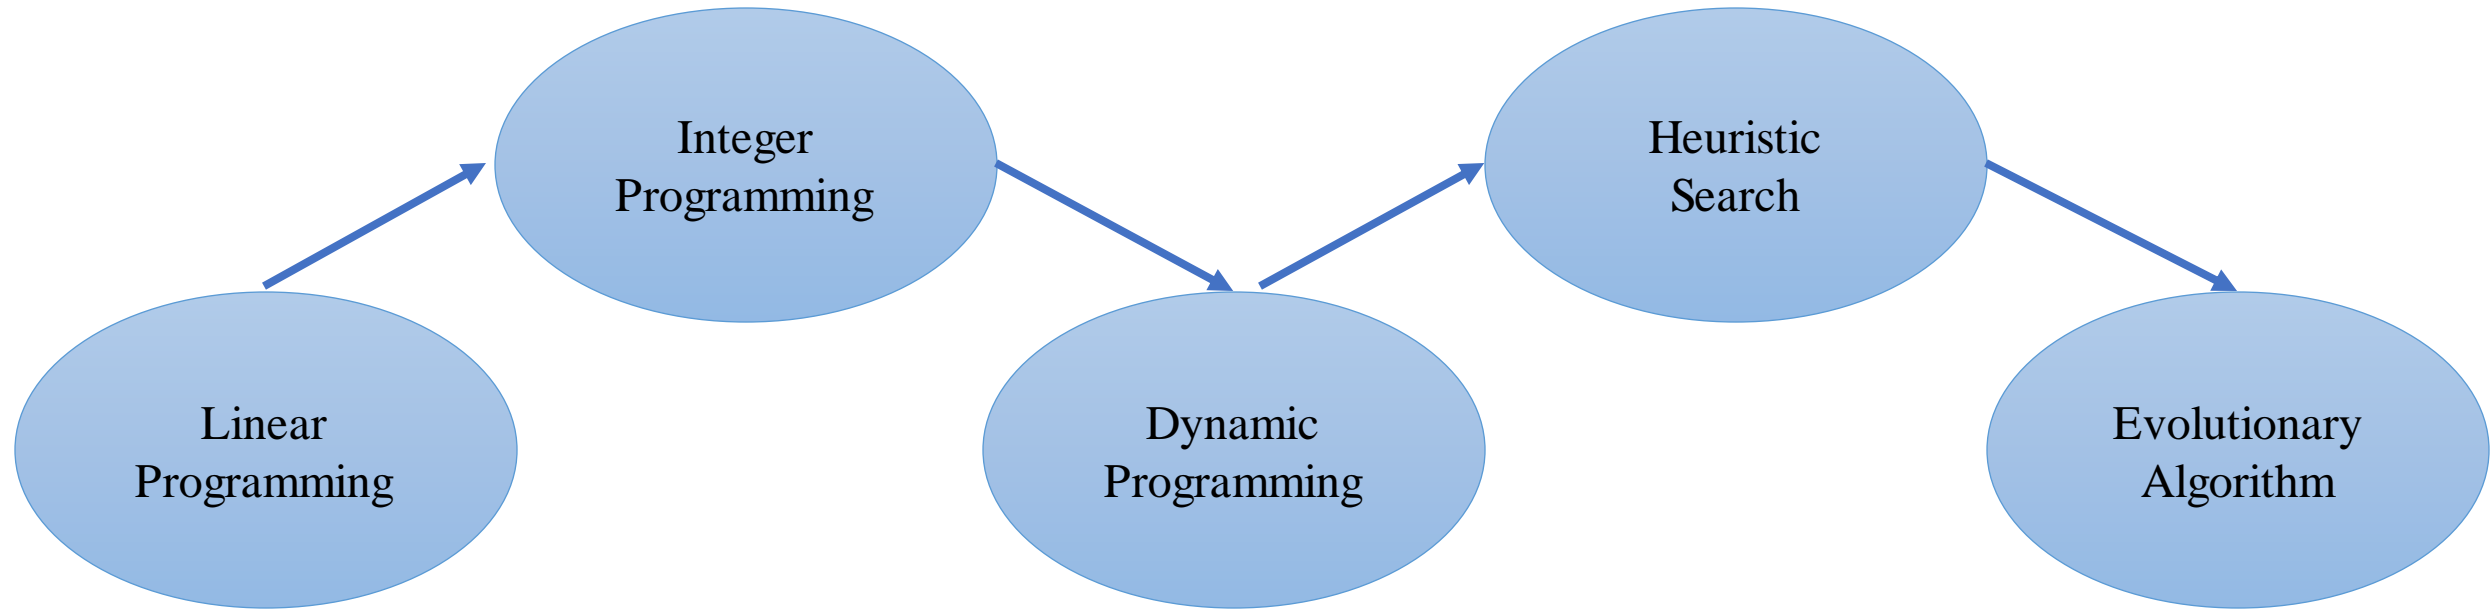 Linear
Programming
Integer
Programming
Dynamic
Programming
Heuristic
Search
Evolutionary
Algorithm